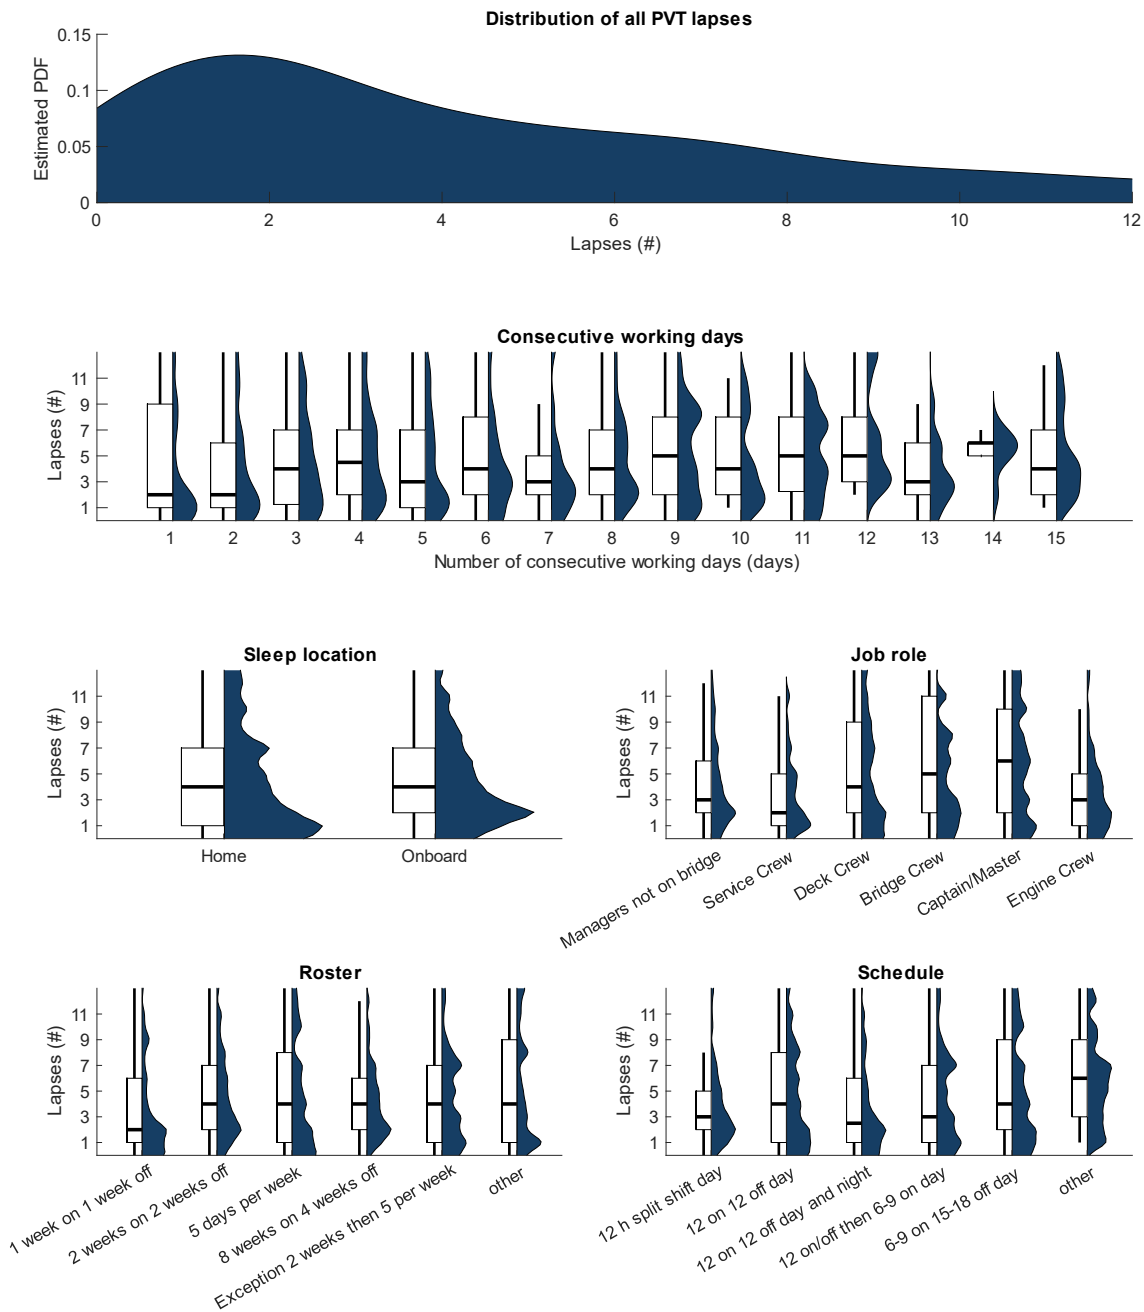 Distribution of all PVT lapses
0.15
0.1
0.05
0
Estimated PDF
0 2 4 6 8 10 12
Lapses (#)
Consecutive working days
11
9
7
5
3
1
Lapses (#)
1 2 3 4 5 6 7 8 9 10 11 12 13 14 15
Number of consecutive working days (days)
Sleep location
11
9
7
5
3
1
Lapses (#)
Home Onboard
Job role
11
9
7
5
3
1
Lapses (#)
Managers not on bridge
Service Crew
Deck Crew
Bridge Crew
Captain/Master
Engine Crew
Roster
11
9
7
5
3
1
Lapses (#)
1 week on 1 week off
2 weeks on 2 weeks off
5 days per week
8 weeks on 4 weeks off
Exception 2 weeks then 5 per week
other
Schedule
11
9
7
5
3
1
Lapses (#)
12 h split shift day
12 on 12 off day
12 on 12 off day and night
12 on/off then 6-9 on day
6-9 on 15-18 off day
other